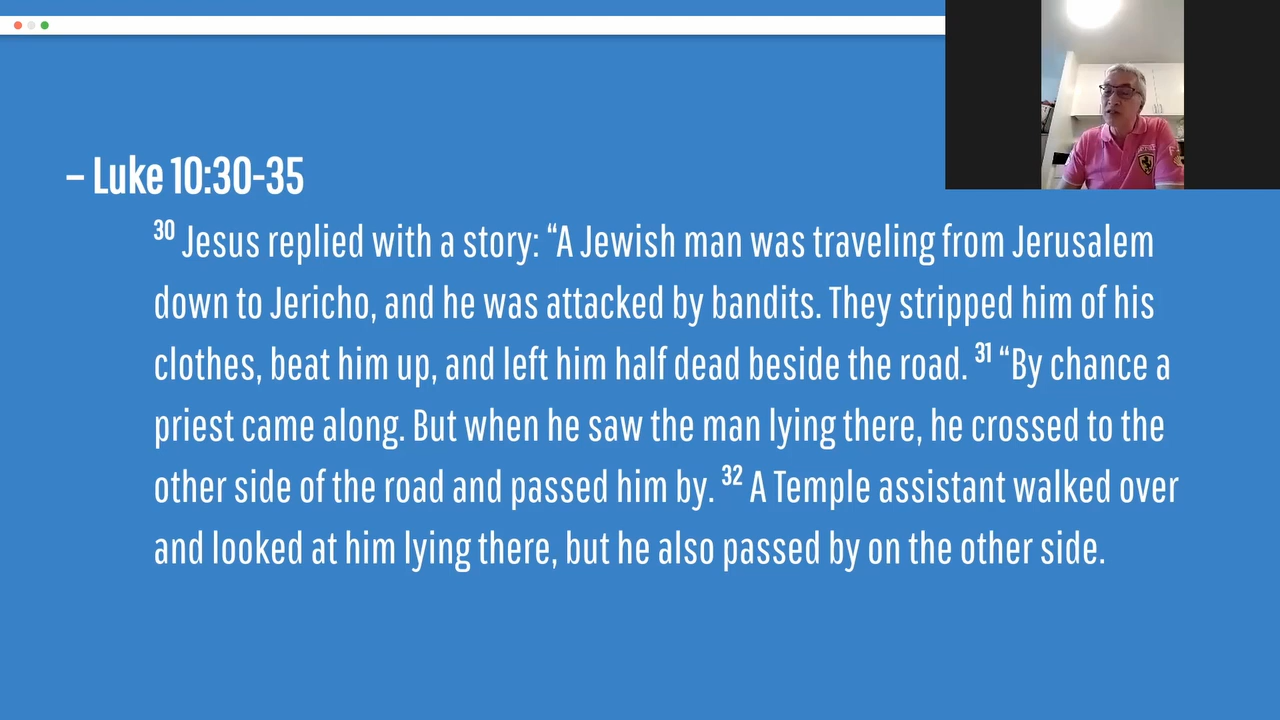 – Luke 10:30-35
30 Jesus replied with a story: “A Jewish man was traveling from Jerusalem
down to Jericho, and he was attacked by bandits. They stripped him of his
clothes, beat him up, and left him half dead beside the road. 31 “By chance a
priest came along. But when he saw the man lying there, he crossed to the
other side of the road and passed him by. 32 A Temple assistant walked over
and looked at him lying there, but he also passed by on the other side.